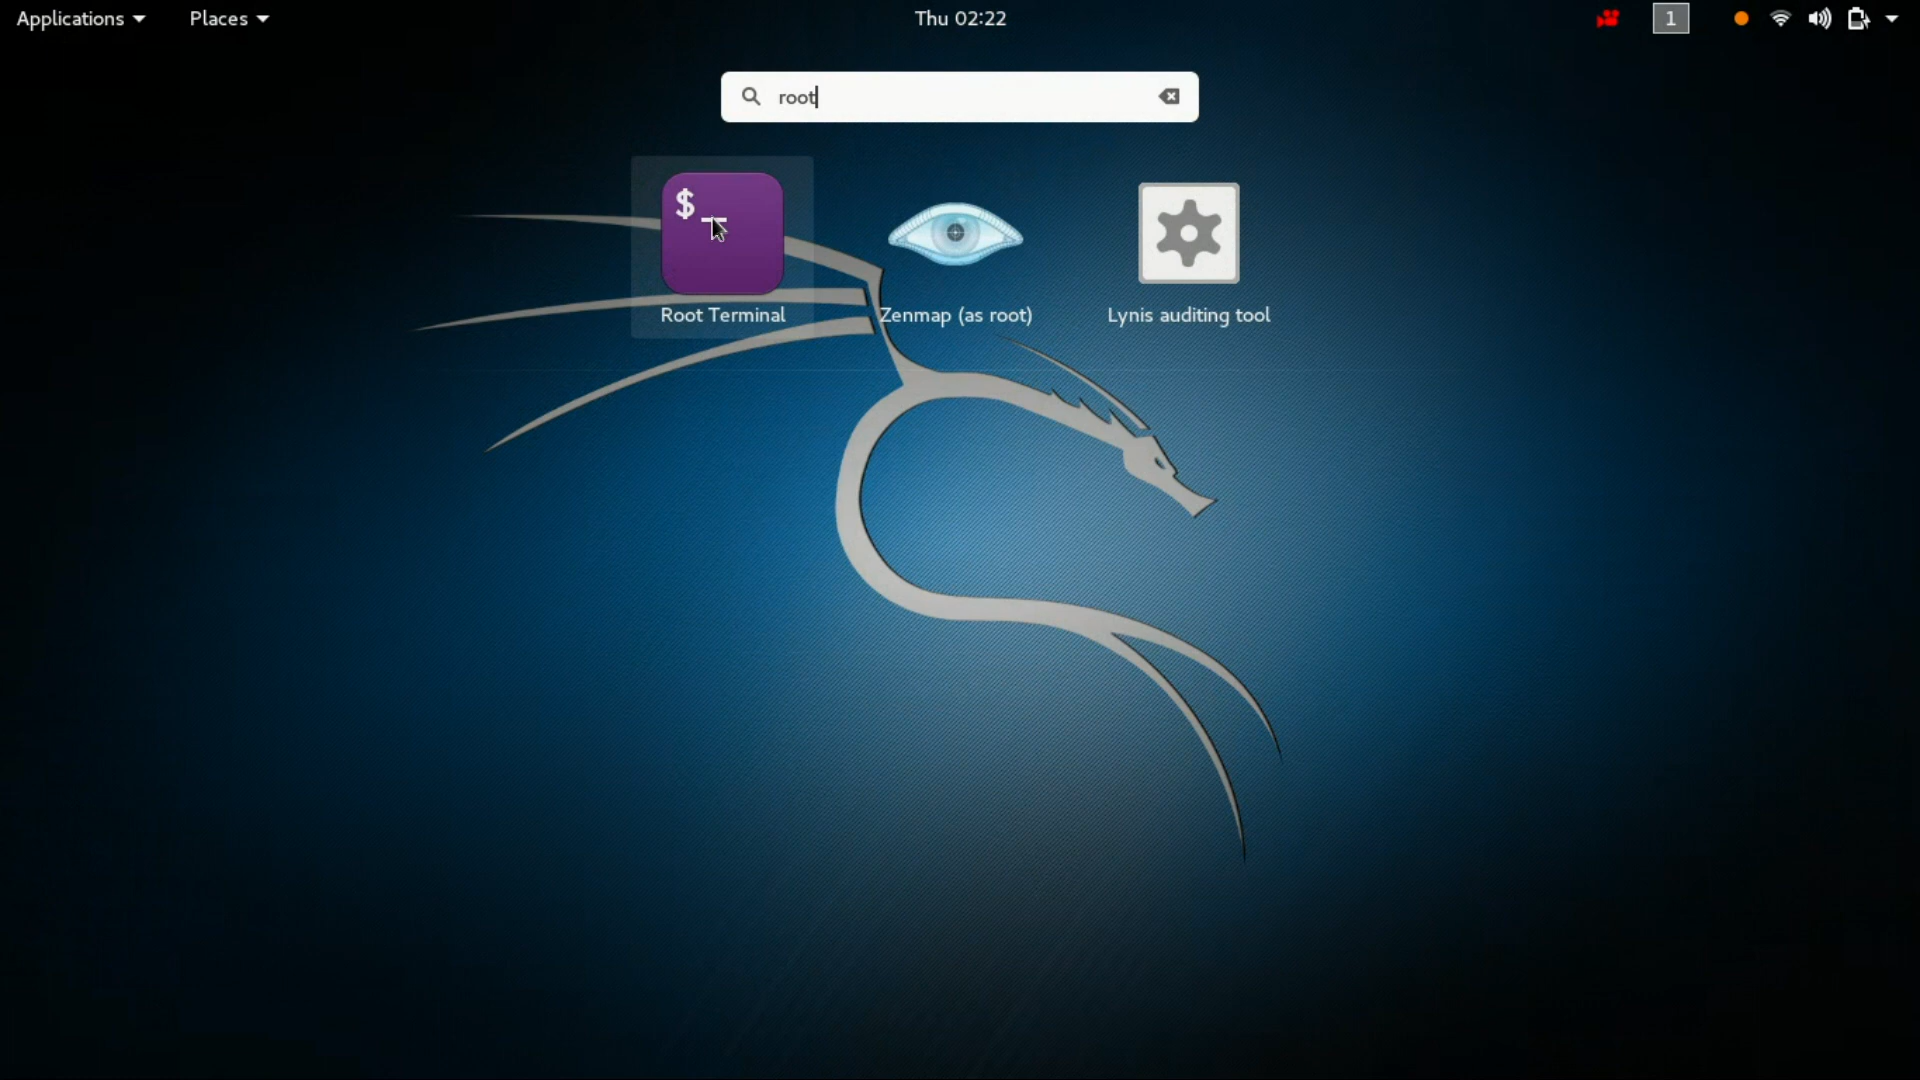 Applications Places Thu 02:22 1
root
$_
Root Terminal Zenmap (as root) Lynis auditing tool